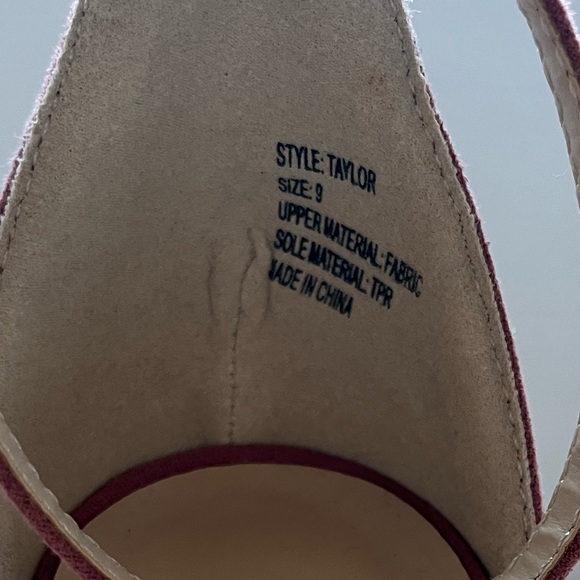 STYLE: TAYLOR
SIZE: 9
UPPER MATERIAL: FABRIC
SOLE MATERIAL: TPR
MADE IN CHINA